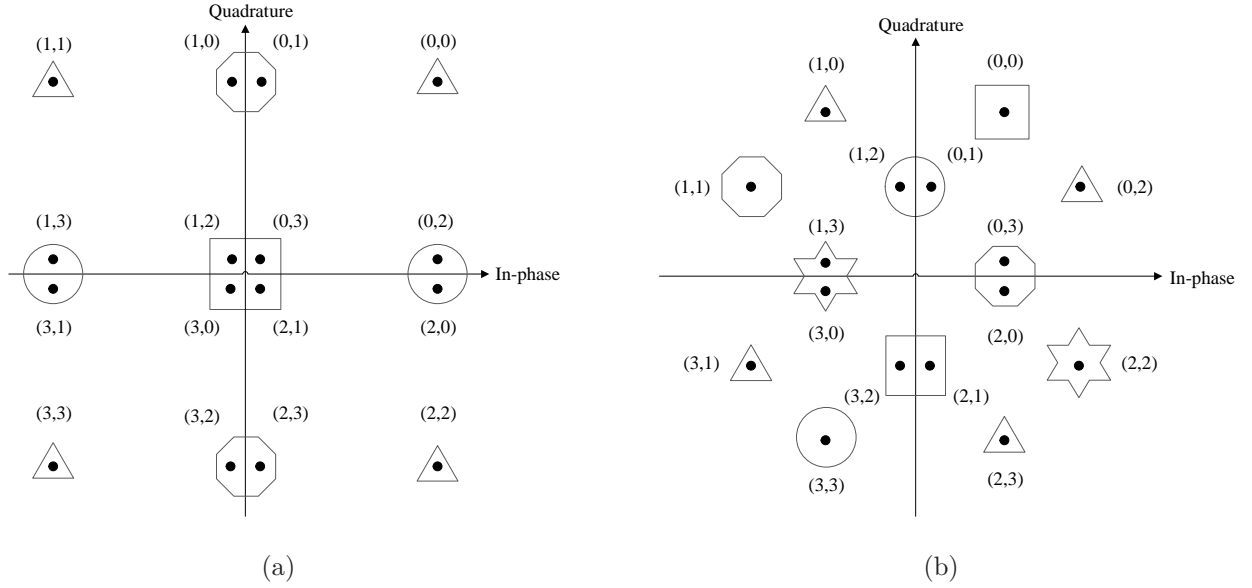 Quadrature
(1,1) (1,0) (0,1) (0,0)
(1,3) (1,2) (0,3) (0,2)
In-phase
(3,1) (3,0) (2,1) (2,0)
(3,3) (3,2) (2,3) (2,2)
(a)
Quadrature
(1,0) (0,0)
(1,2) (0,1)
(1,1) (0,2)
(1,3) (0,3)
In-phase
(3,0) (2,0)
(3,1) (2,2)
(3,2) (2,1)
(3,3) (2,3)
(b)